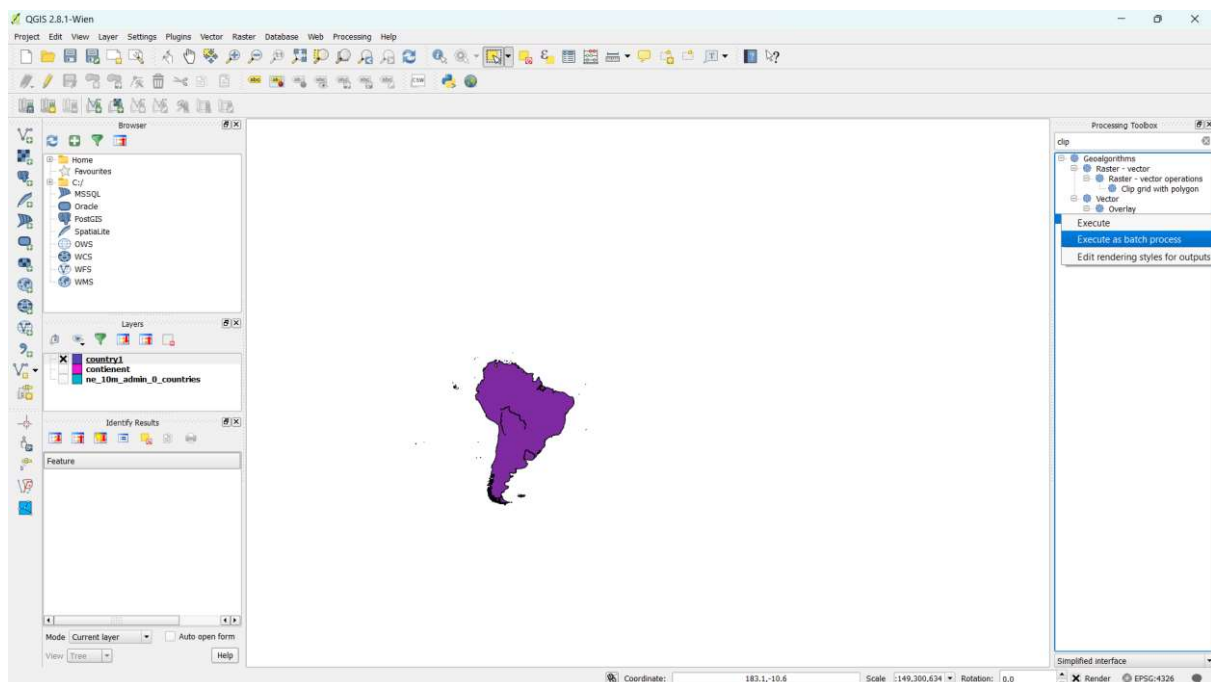 QGIS 2.8.1-Wien
Project Edit View Layer Settings Plugins Vector Raster Database Web Processing Help
Browser
Home
Favourites
C:/
MSSQL
Oracle
PostGIS
SpatiaLite
OWS
WCS
WFS
WMS
Layers
country1
contienent
ne_10m_admin_0_countries
Identify Results
Feature
Mode Current layer Auto open form
View Tree Help
Processing Toolbox
clip
Geoalgorithms
Raster - vector
Raster - vector operations
Clip grid with polygon
Vector
Overlay
Execute
Execute as batch process
Edit rendering styles for outputs
Simplified interface
Coordinate: 183.1,-10.6 Scale :149,300,634 Rotation: 0.0 Render EPSG:4326